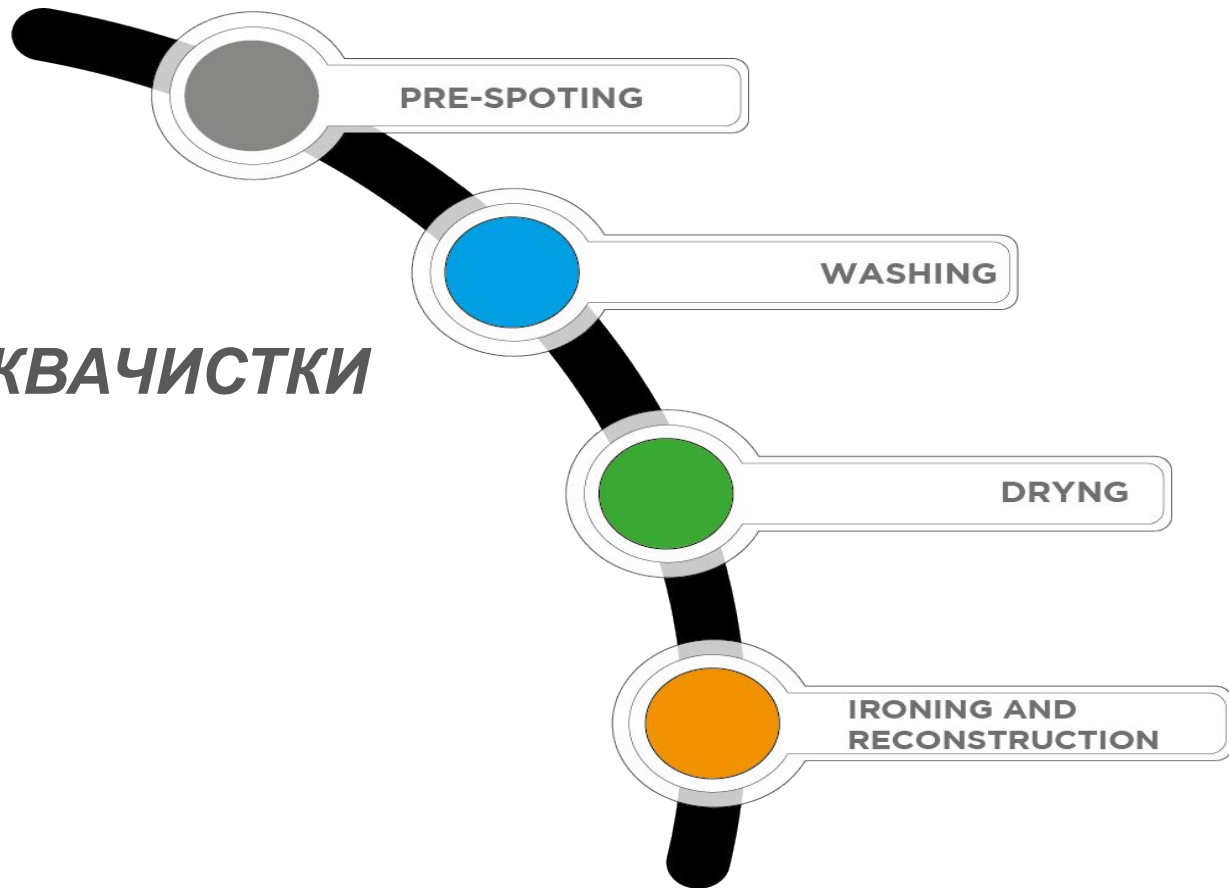 PRE-SPOTING
WASHING
КВАЧИСТКИ
DRYNG
IRONING AND
RECONSTRUCTION